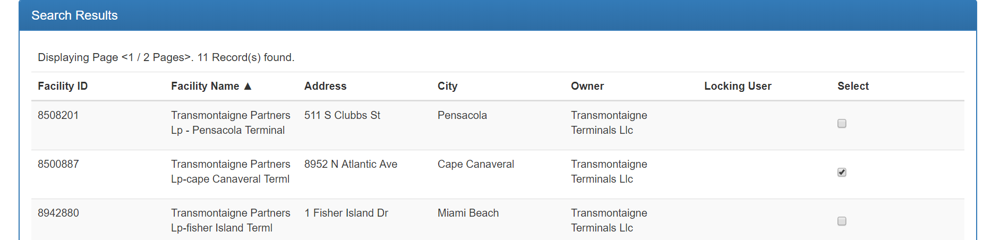 Search Results
Displaying Page <1 / 2 Pages>. 11 Record(s) found.
Facility ID Facility Name ▲ Address City Owner Locking User Select
8508201 Transmontaigne Partners 511 S Clubbs St Pensacola Transmontaigne
Lp - Pensacola Terminal Terminals Llc
8500887 Transmontaigne Partners 8952 N Atlantic Ave Cape Canaveral Transmontaigne
Lp-cape Canaveral Terml Terminals Llc
8942880 Transmontaigne Partners 1 Fisher Island Dr Miami Beach Transmontaigne
Lp-fisher Island Terml Terminals Llc